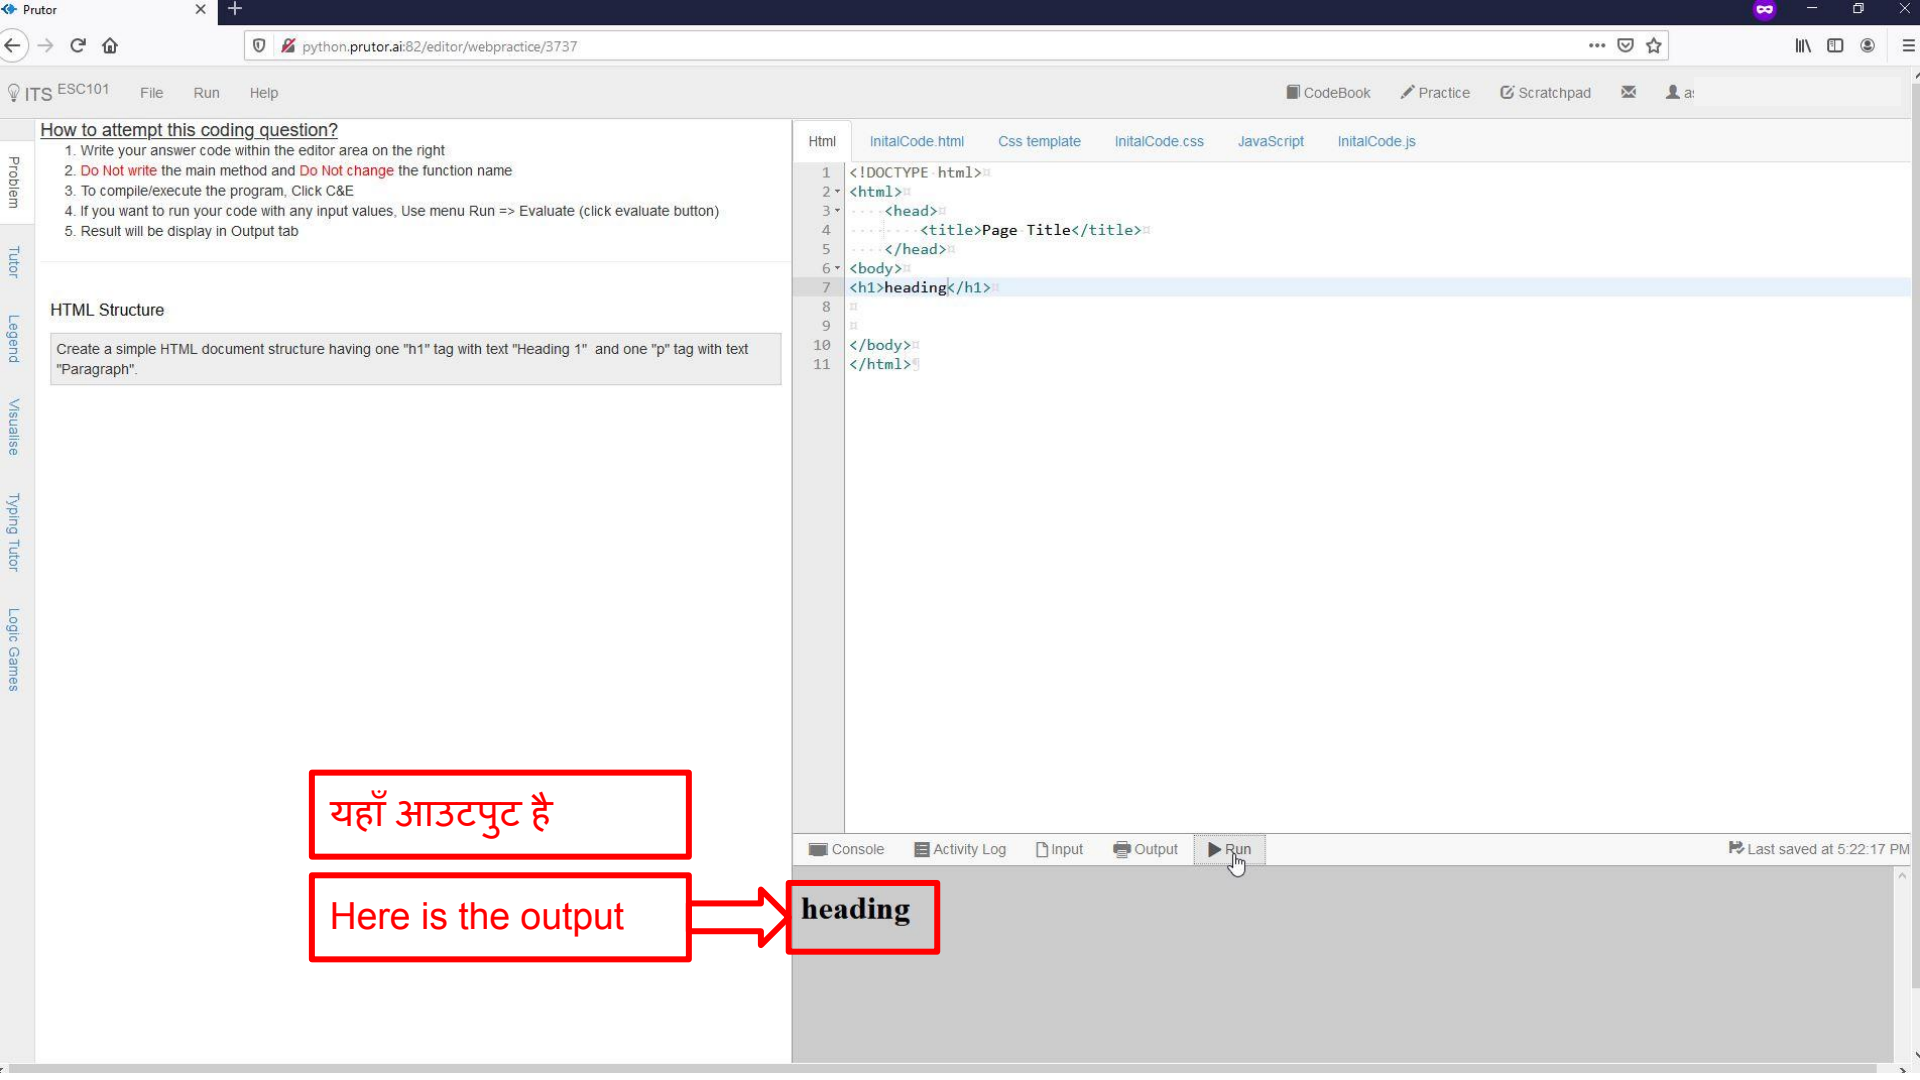 Prutor
python.prutor.ai:82/editor/webpractice/3737
ITS ESC101 File Run Help CodeBook Practice Scratchpad a
How to attempt this coding question?
1. Write your answer code within the editor area on the right
2. Do Not write the main method and Do Not change the function name
3. To compile/execute the program, Click C&E
4. If you want to run your code with any input values, Use menu Run => Evaluate (click evaluate button)
5. Result will be display in Output tab
HTML Structure
Create a simple HTML document structure having one "h1" tag with text "Heading 1" and one "p" tag with text
"Paragraph".
Problem
Tutor
Legend
Visualise
Typing Tutor
Logic Games
Html InitalCode.html Css template InitalCode.css JavaScript InitalCode.js
1 <!DOCTYPE html>
2 <html>
3 <head>
4 <title>Page Title</title>
5 </head>
6 <body>
7 <h1>heading</h1>
8
9
10 </body>
11 </html>
Console Activity Log Input Output Run Last saved at 5:22:17 PM
यहाँ आउटपुट है
Here is the output
heading